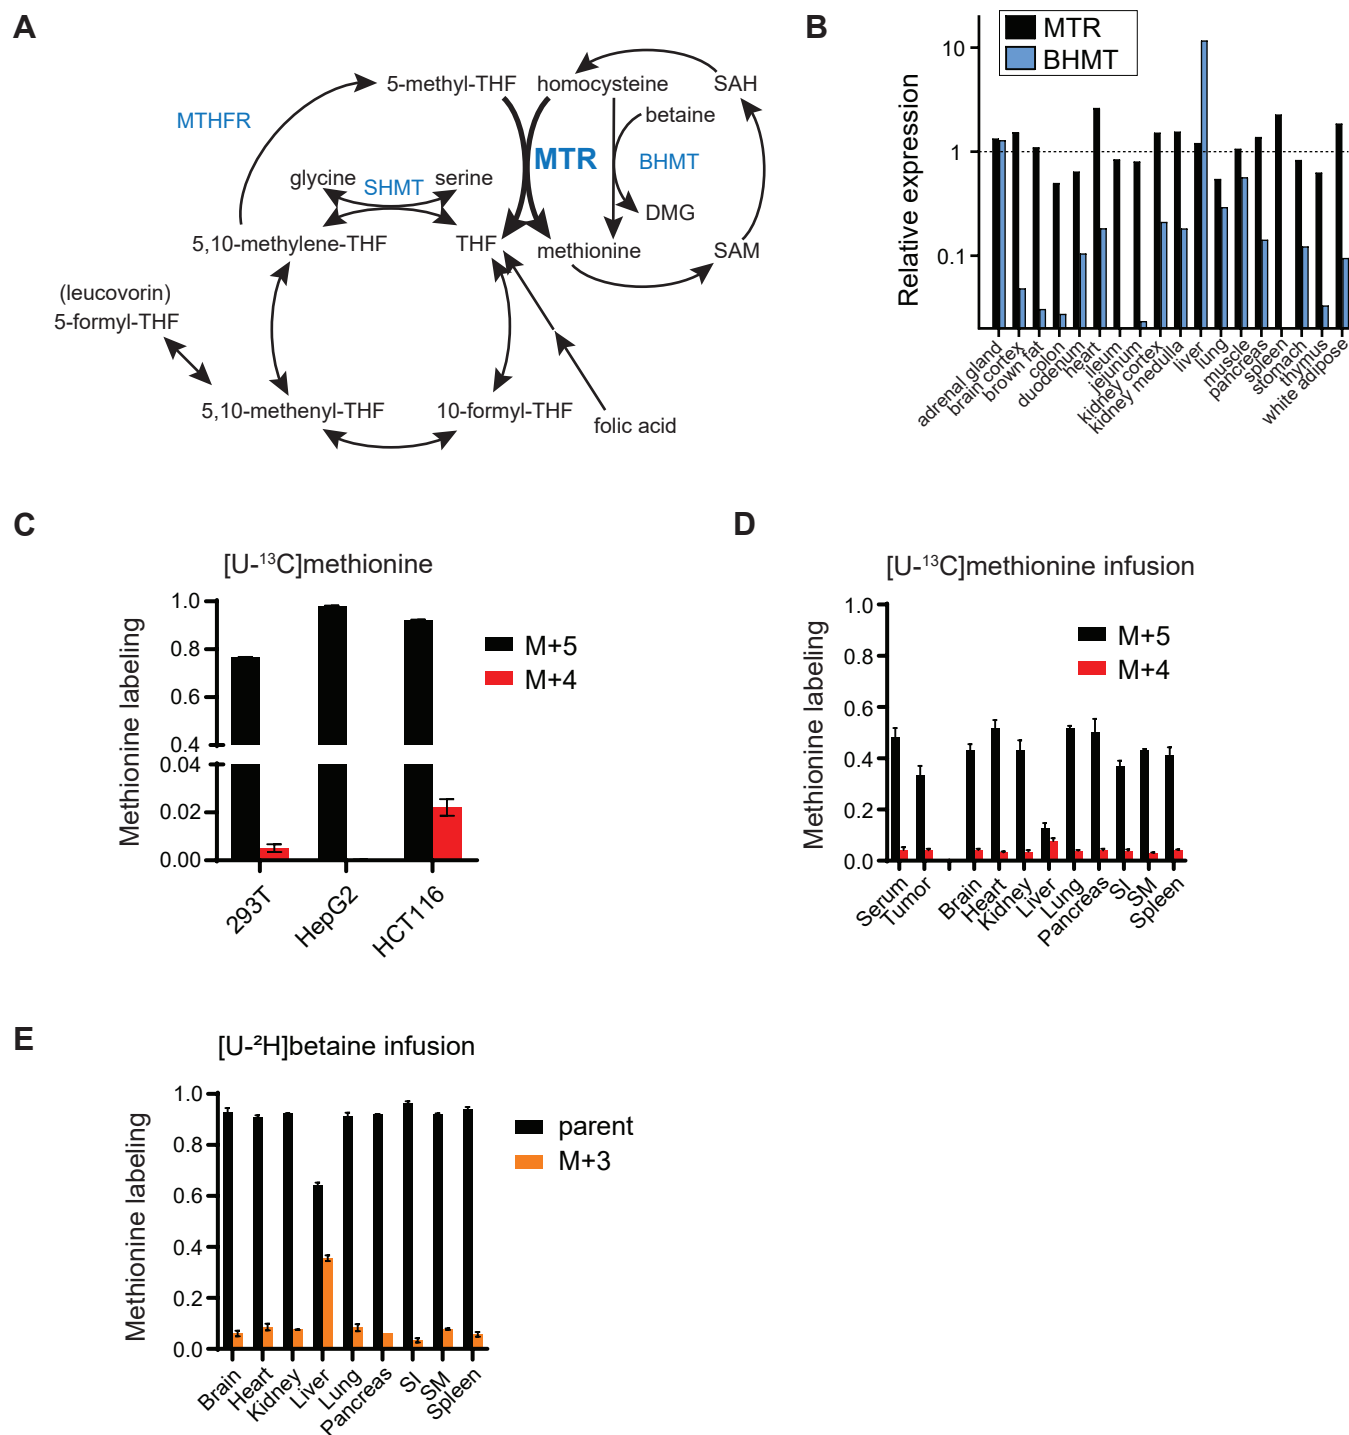 A
5-methyl-THF
homocysteine
SAH
MTHFR
betaine
MTR
BHMT
glycine
SHMT
serine
DMG
5,10-methylene-THF
THF
methionine
SAM
(leucovorin)
5-formyl-THF
5,10-methenyl-THF
10-formyl-THF
folic acid
B
MTR
BHMT
Relative expression
10
1
0.1
adrenal gland
brain cortex
brown fat
colon
duodenum
heart
ileum
jejunum
kidney cortex
kidney medulla
liver
lung
muscle
pancreas
spleen
stomach
thymus
white adipose
C
[U-¹³C]methionine
Methionine labeling
1.0
0.8
0.6
0.4
0.04
0.02
0.00
M+5
M+4
293T
HepG2
HCT116
D
[U-¹³C]methionine infusion
Methionine labeling
1.0
0.8
0.6
0.4
0.2
0.0
M+5
M+4
Serum
Tumor
Brain
Heart
Kidney
Liver
Lung
Pancreas
SI
SM
Spleen
E
[U-²H]betaine infusion
Methionine labeling
1.0
0.8
0.6
0.4
0.2
0.0
parent
M+3
Brain
Heart
Kidney
Liver
Lung
Pancreas
SI
SM
Spleen